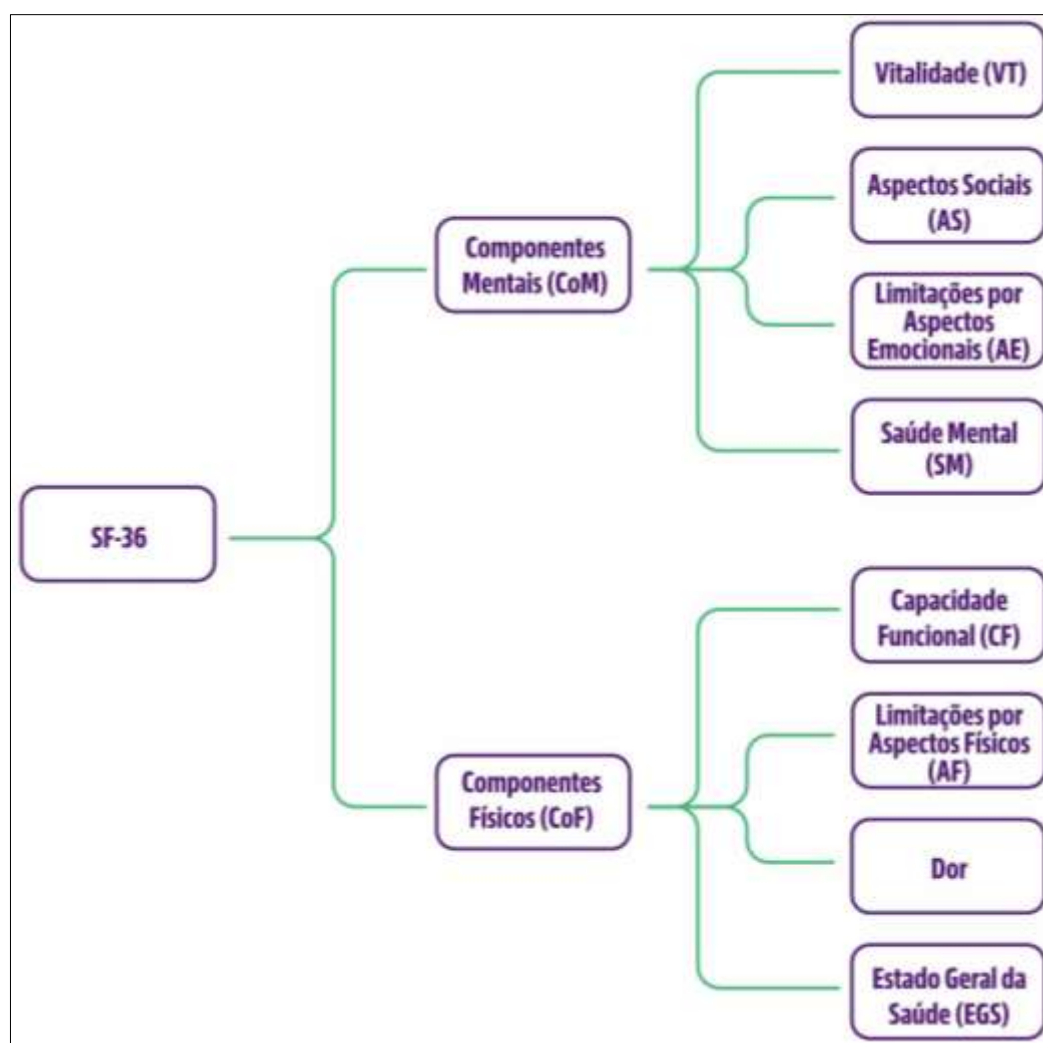 Vitalidade (VT)
Aspectos Sociais
(AS)
Componentes
Mentais (CoM)
Limitações por
Aspectos
Emocionais (AE)
Saúde Mental
(SM)
SF-36
Capacidade
Funcional (CF)
Limitações por
Aspectos Físicos
(AF)
Componentes
Físicos (CoF)
Dor
Estado Geral da
Saúde (EGS)